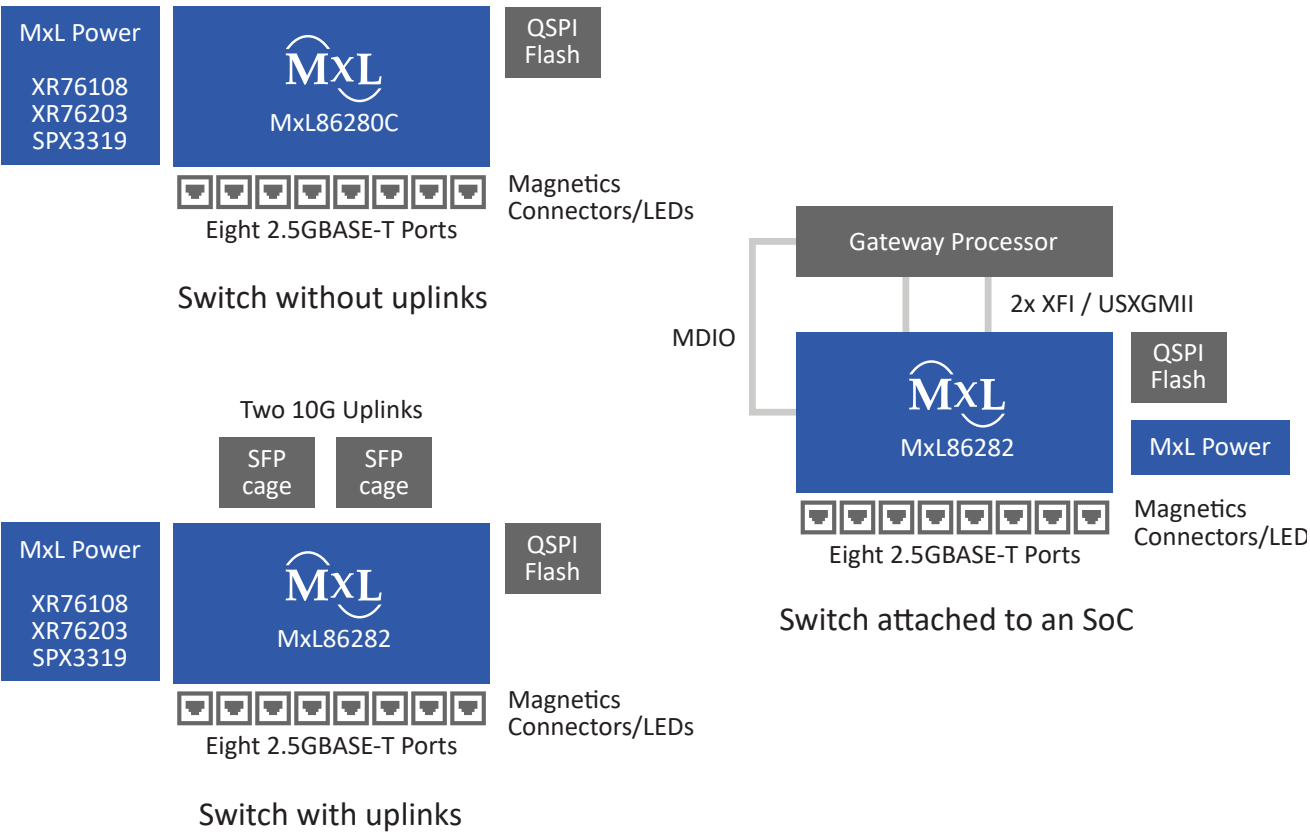 MxL Power
XR76108
XR76203
SPX3319
MxL
MxL86280C
QSPI
Flash
Magnetics
Connectors/LEDs
Eight 2.5GBASE-T Ports
Switch without uplinks
Two 10G Uplinks
SFP
cage
SFP
cage
MxL Power
XR76108
XR76203
SPX3319
MxL
MxL86282
QSPI
Flash
Magnetics
Connectors/LEDs
Eight 2.5GBASE-T Ports
Switch with uplinks
Gateway Processor
2x XFI / USXGMII
MDIO
MxL
MxL86282
QSPI
Flash
MxL Power
Magnetics
Connectors/LED
Eight 2.5GBASE-T Ports
Switch attached to an SoC